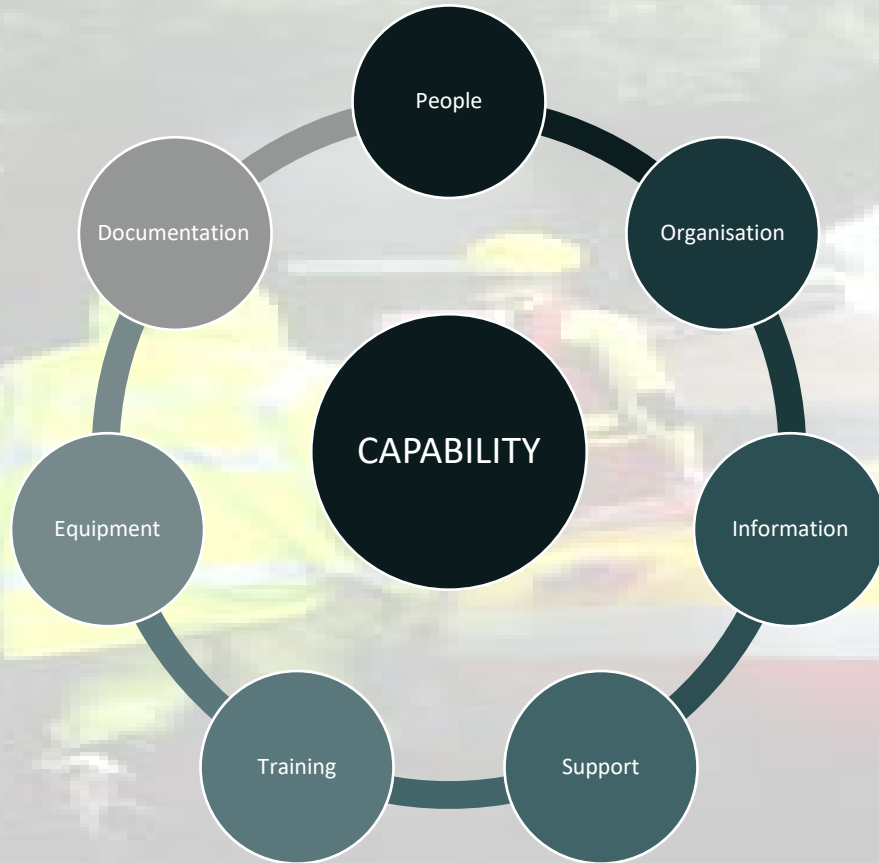 People
Organisation
Information
Support
Training
Equipment
Documentation
CAPABILITY